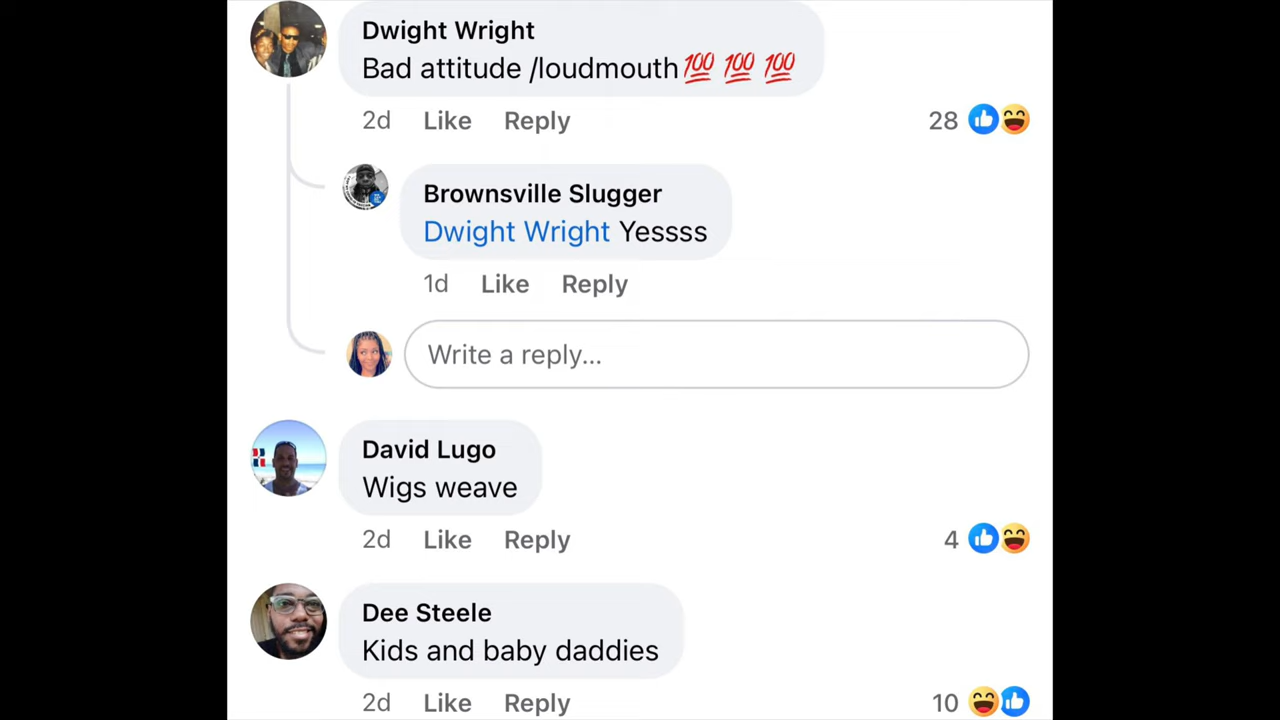 Dwight Wright
Bad attitude /loudmouth💯 💯 💯
2d Like Reply 28
Brownsville Slugger
Dwight Wright Yessss
1d Like Reply
Write a reply...
David Lugo
Wigs weave
2d Like Reply 4
Dee Steele
Kids and baby daddies
2d Like Reply 10